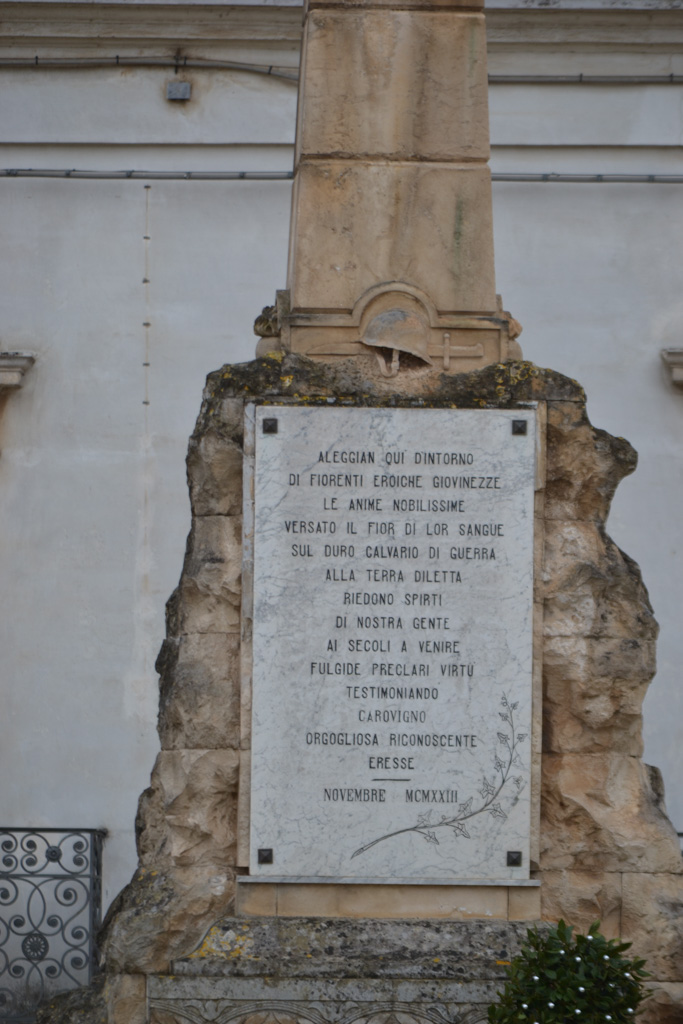 ALEGGIAN QUI D'INTORNO
DI FIORENTI EROICHE GIOVINEZZE
LE ANIME NOBILISSIME
VERSATO IL FIOR DI LOR SANGUE
SUL DURO CALVARIO DI GUERRA
ALLA TERRA DILETTA
RIEDONO SPIRTI
DI NOSTRA GENTE
AI SECOLI A VENIRE
FULGIDE PRECLARI VIRTÙ
TESTIMONIANDO
CAROVIGNO
ORGOGLIOSA RICONOSCENTE
ERESSE
NOVEMBRE MCMXXIII